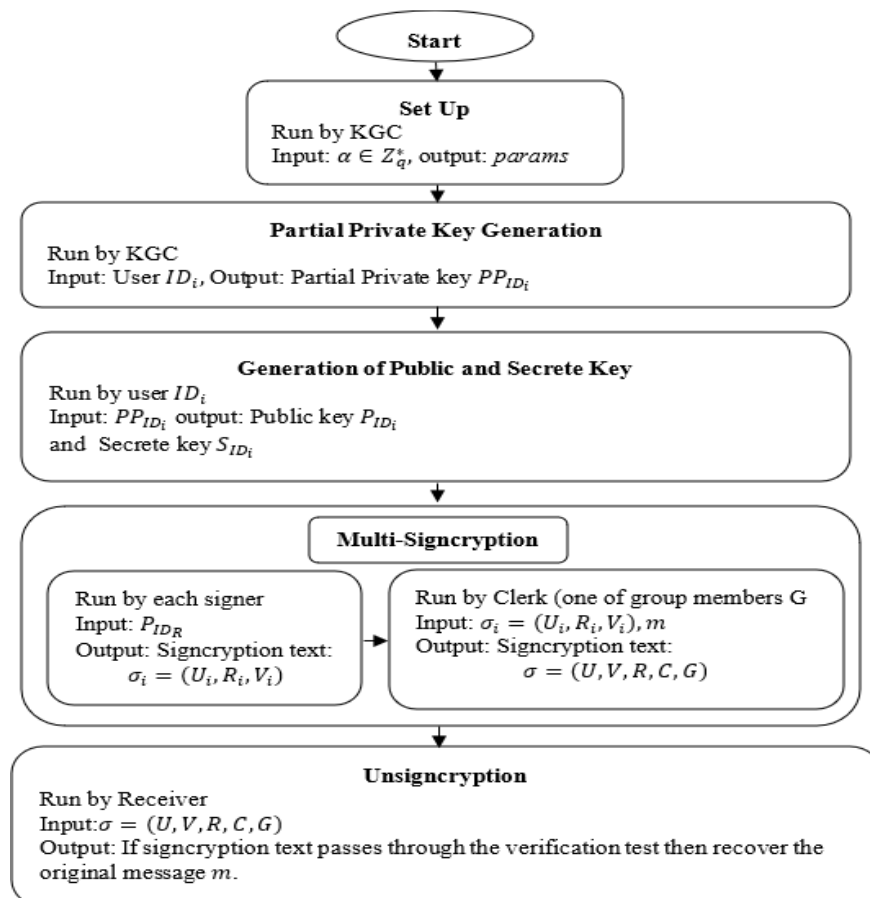 Start
Set Up
Run by KGC
Input: α ∈ Z_q^*, output: params
Partial Private Key Generation
Run by KGC
Input: User ID_i, Output: Partial Private key PP_{ID_i}
Generation of Public and Secrete Key
Run by user ID_i
Input: PP_{ID_i} output: Public key P_{ID_i}
and Secrete key S_{ID_i}
Multi-Signcryption
Run by each signer
Input: P_{ID_R}
Output: Signcryption text:
σ_i = (U_i, R_i, V_i)
Run by Clerk (one of group members G
Input: σ_i = (U_i, R_i, V_i), m
Output: Signcryption text:
σ = (U, V, R, C, G)
Unsigncryption
Run by Receiver
Input:σ = (U, V, R, C, G)
Output: If signcryption text passes through the verification test then recover the
original message m.